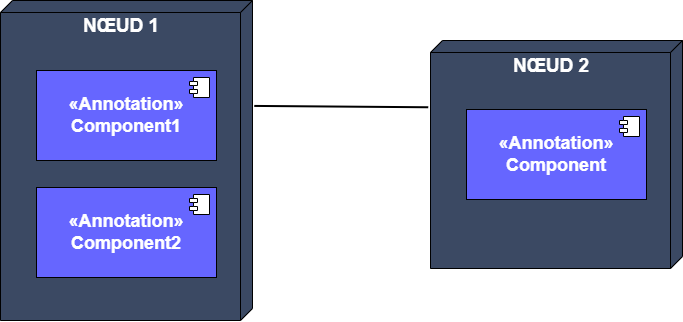 NŒUD 1
«Annotation»
Component1
«Annotation»
Component2
NŒUD 2
«Annotation»
Component